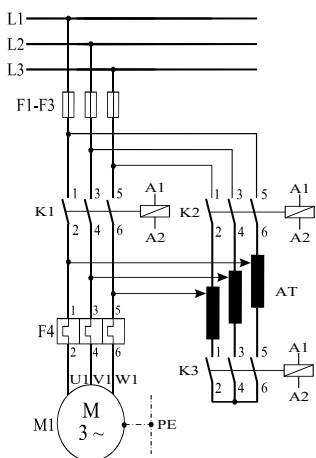 L1
L2
L3
F1-F3
1 3 5 A1 1 3 5 A1
K1 K2
2 4 6 A2 2 4 6 A2
AT
1 3 5
F4
2 4 6
1 3 5 A1
K3
2 4 6 A2
U1 V1 W1
M1 M 3 ~ PE